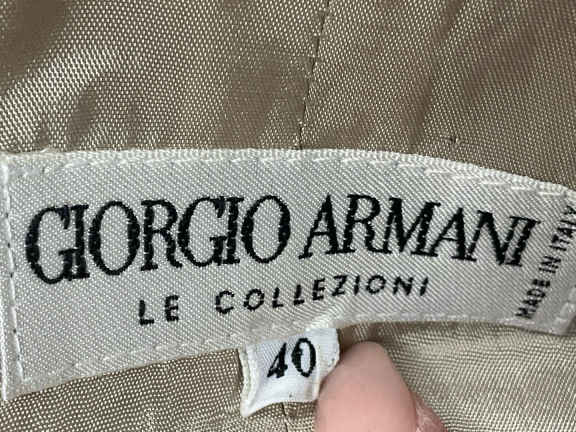 GIORGIO ARMANI
LE COLLEZIONI
MADE IN ITALY
40